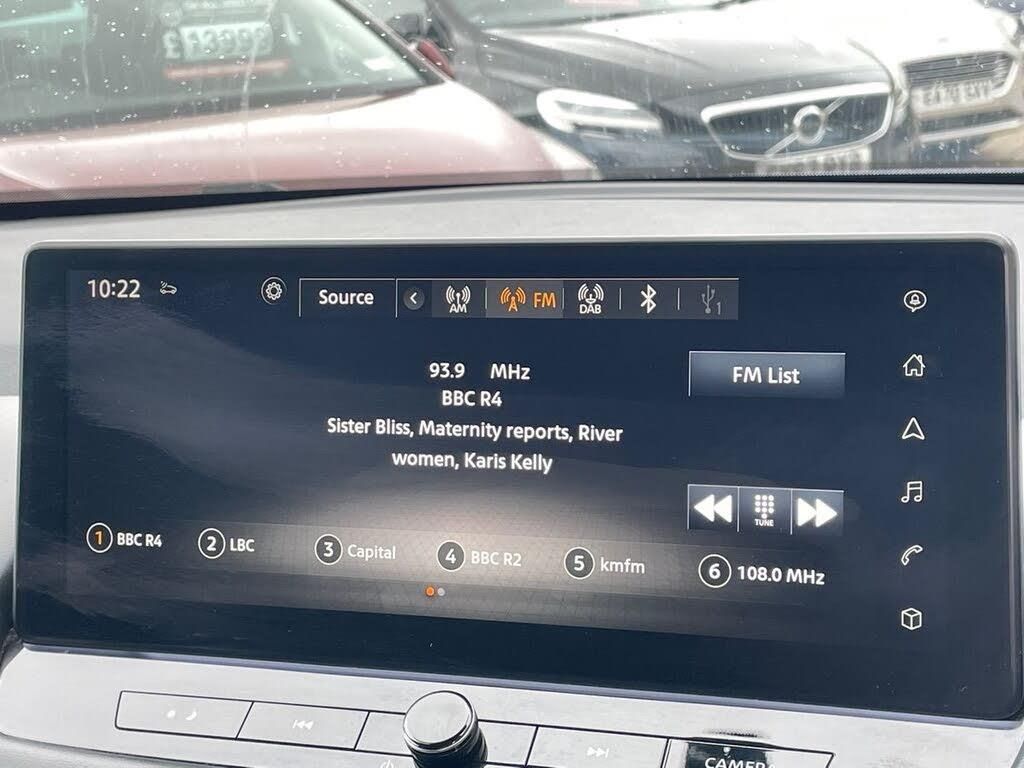 £13999
10:22
Source
AM
FM
DAB
1
93.9 MHz
BBC R4
FM List
Sister Bliss, Maternity reports, River
women, Karis Kelly
TUNE
1 BBC R4
2 LBC
3 Capital
4 BBC R2
5 kmfm
6 108.0 MHz
CAMERA